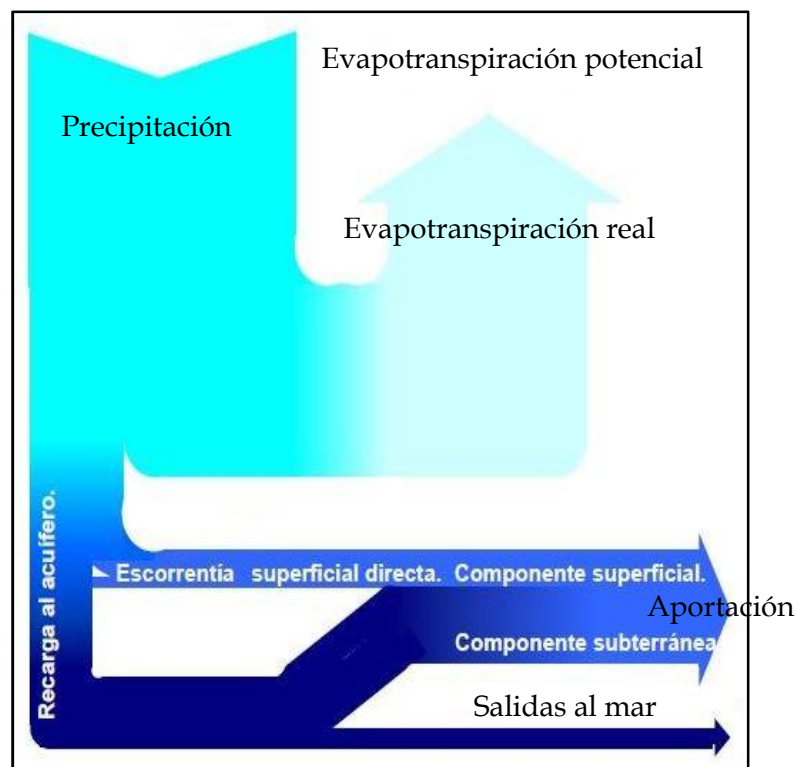 Evapotranspiración potencial
Precipitación
Evapotranspiración real
Recarga al acuífero.
Escorrentía superficial directa. Componente superficial.
Aportación
Componente subterránea
Salidas al mar